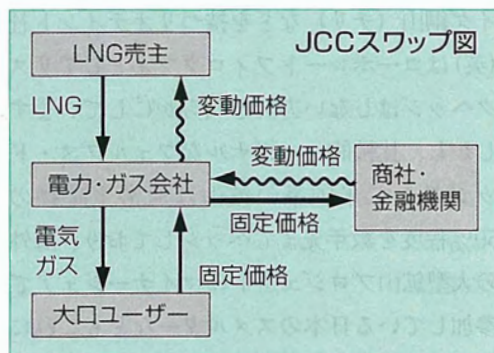 JCCスワップ図
LNG売主
LNG
変動価格
変動価格
電力・ガス会社
商社・
金融機関
固定価格
電気
ガス
固定価格
大口ユーザー